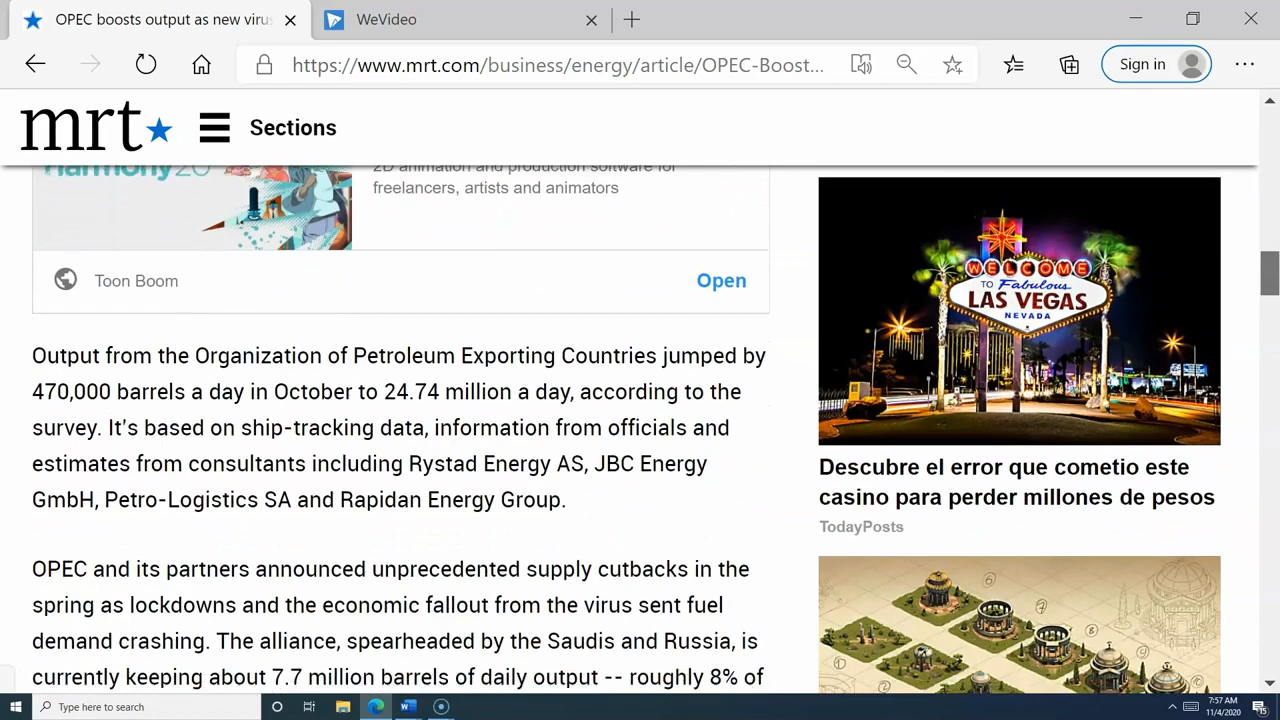 OPEC boosts output as new virus
WeVideo
https://www.mrt.com/business/energy/article/OPEC-Boost...
Sign in
mrt
Sections
Harmony 20
2D animation and production software for
freelancers, artists and animators
Toon Boom
Open
Output from the Organization of Petroleum Exporting Countries jumped by
470,000 barrels a day in October to 24.74 million a day, according to the
survey. It's based on ship-tracking data, information from officials and
estimates from consultants including Rystad Energy AS, JBC Energy
GmbH, Petro-Logistics SA and Rapidan Energy Group.
OPEC and its partners announced unprecedented supply cutbacks in the
spring as lockdowns and the economic fallout from the virus sent fuel
demand crashing. The alliance, spearheaded by the Saudis and Russia, is
currently keeping about 7.7 million barrels of daily output -- roughly 8% of
WELCOME
TO Fabulous
LAS VEGAS
NEVADA
Descubre el error que cometio este
casino para perder millones de pesos
TodayPosts
Type here to search
7:57 AM
11/4/2020
15